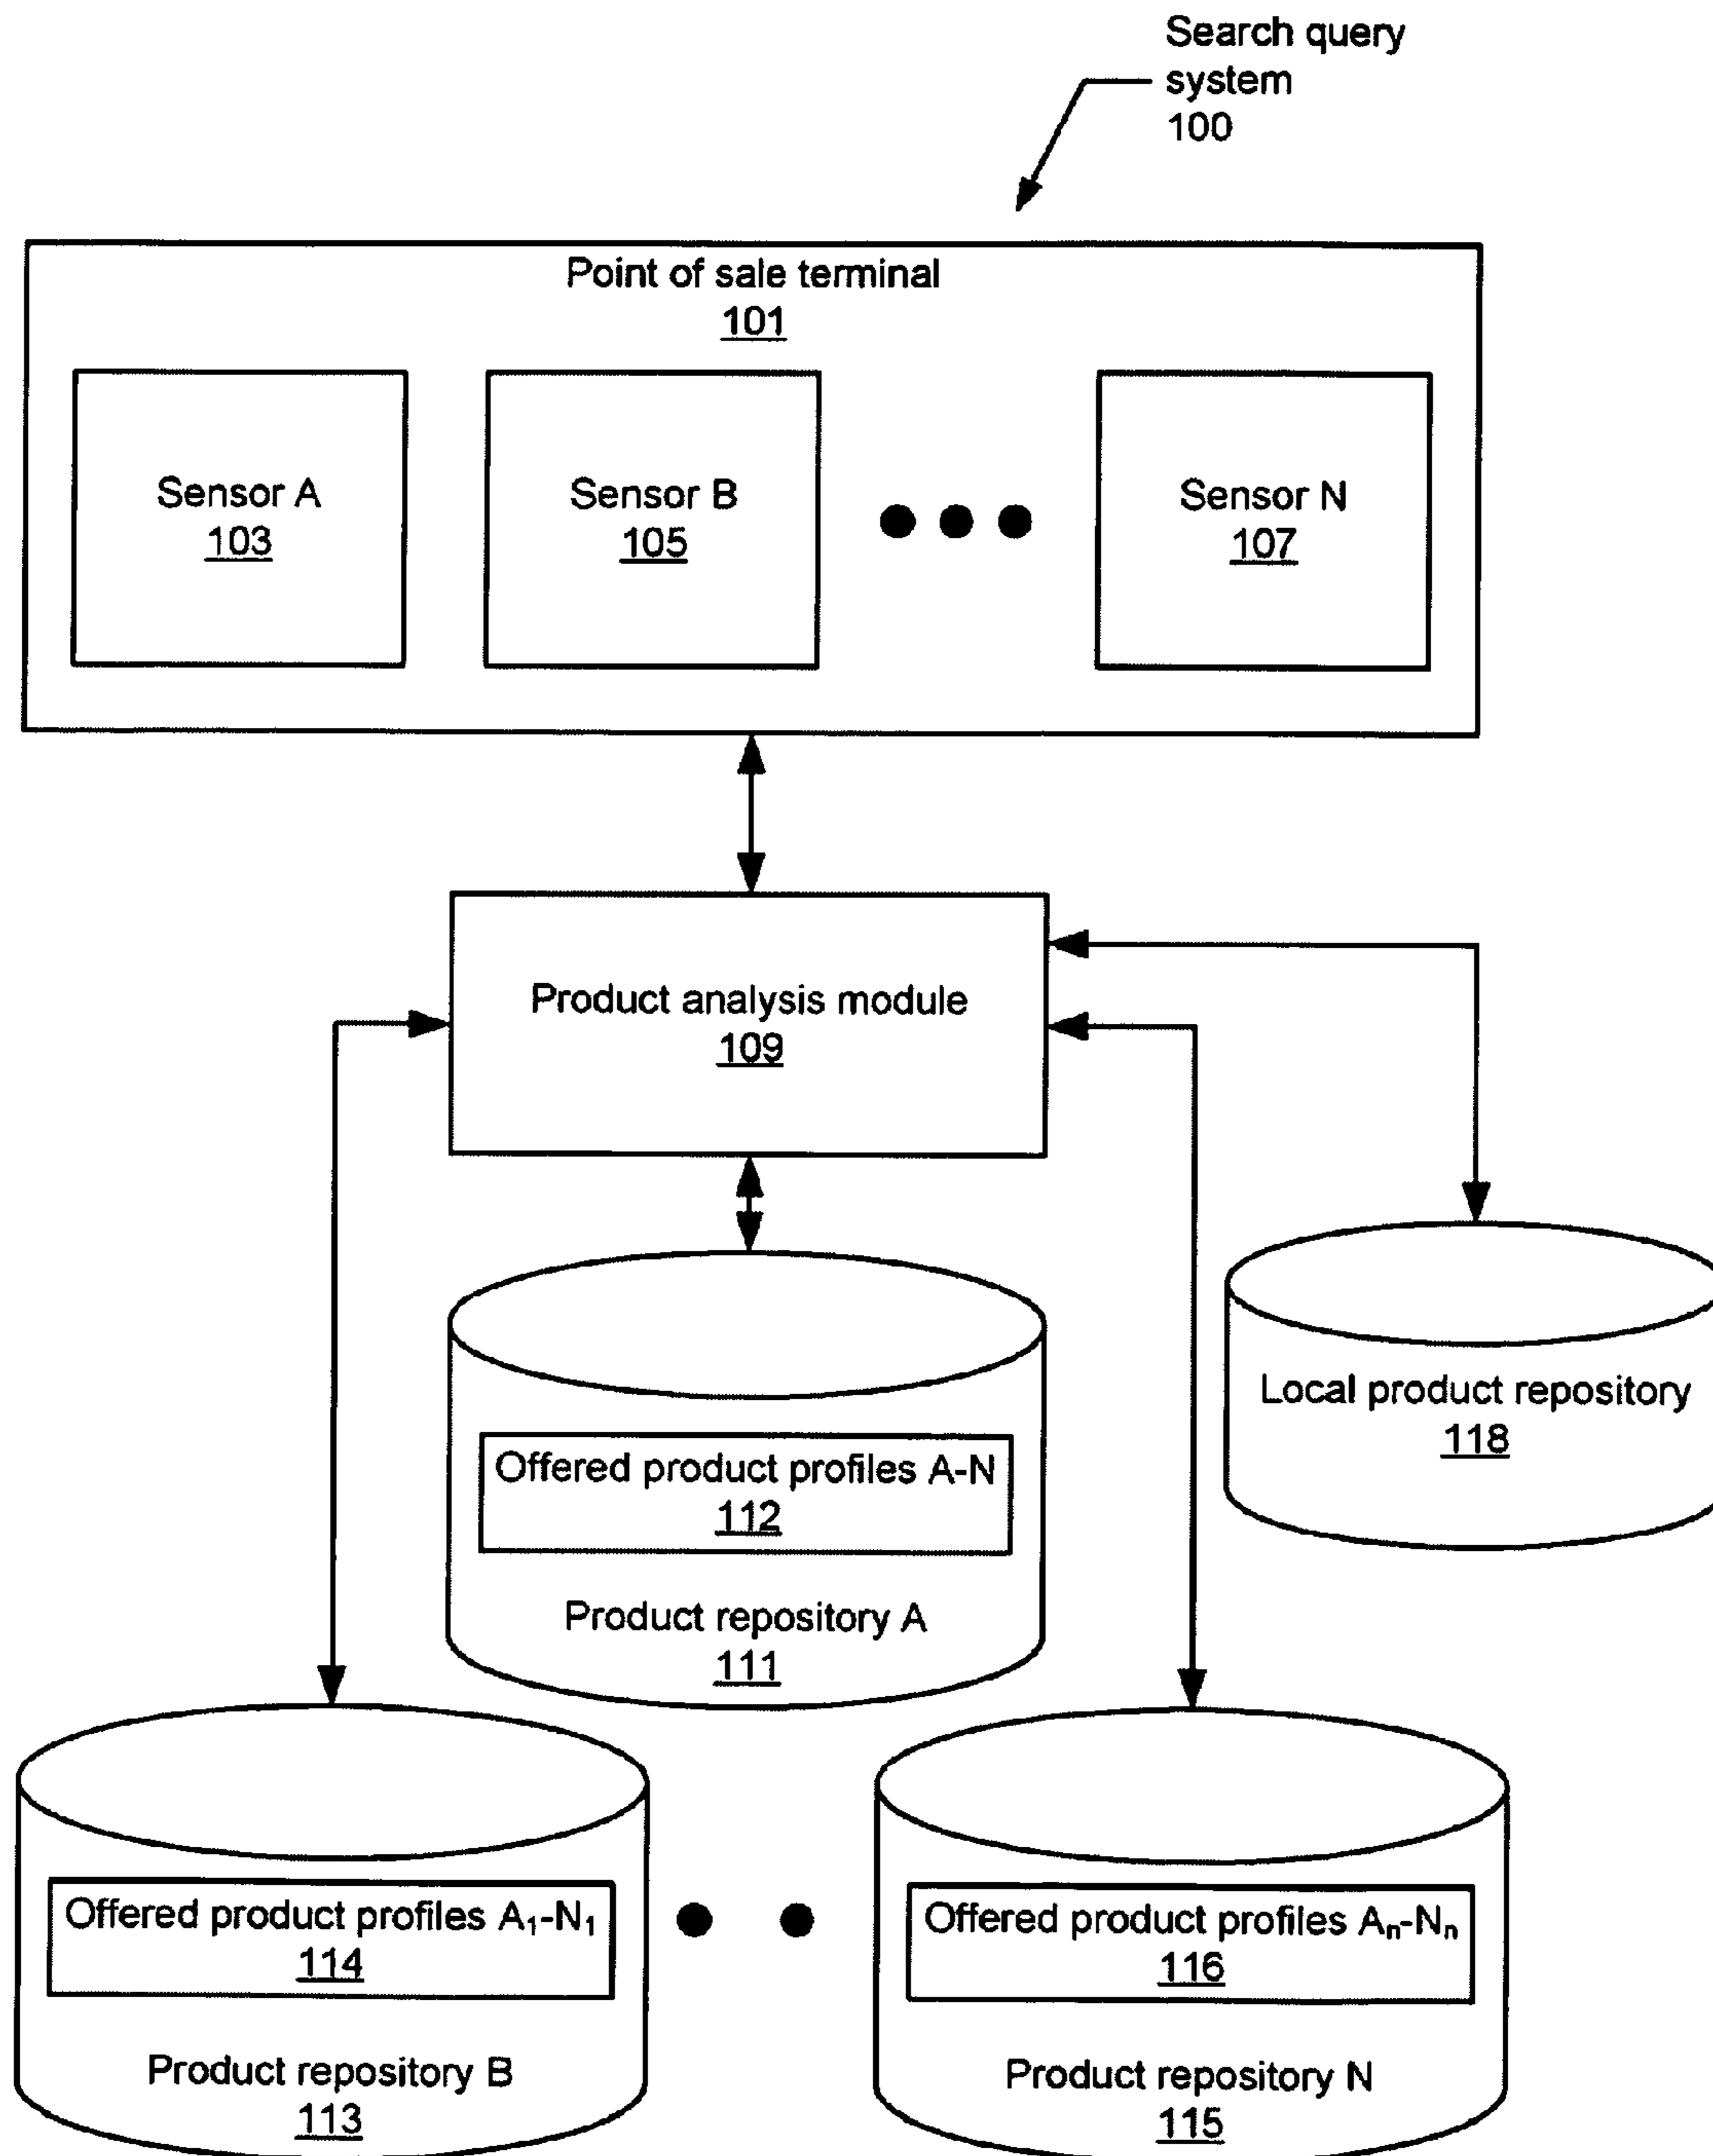 Search query
system
100
Point of sale terminal
101
Sensor A
103
Sensor B
105
Sensor N
107
Product analysis module
109
Local product repository
118
Offered product profiles A-N
112
Product repository A
111
Offered product profiles A₁-N₁
114
Product repository B
113
Offered product profiles Aₙ-Nₙ
116
Product repository N
115